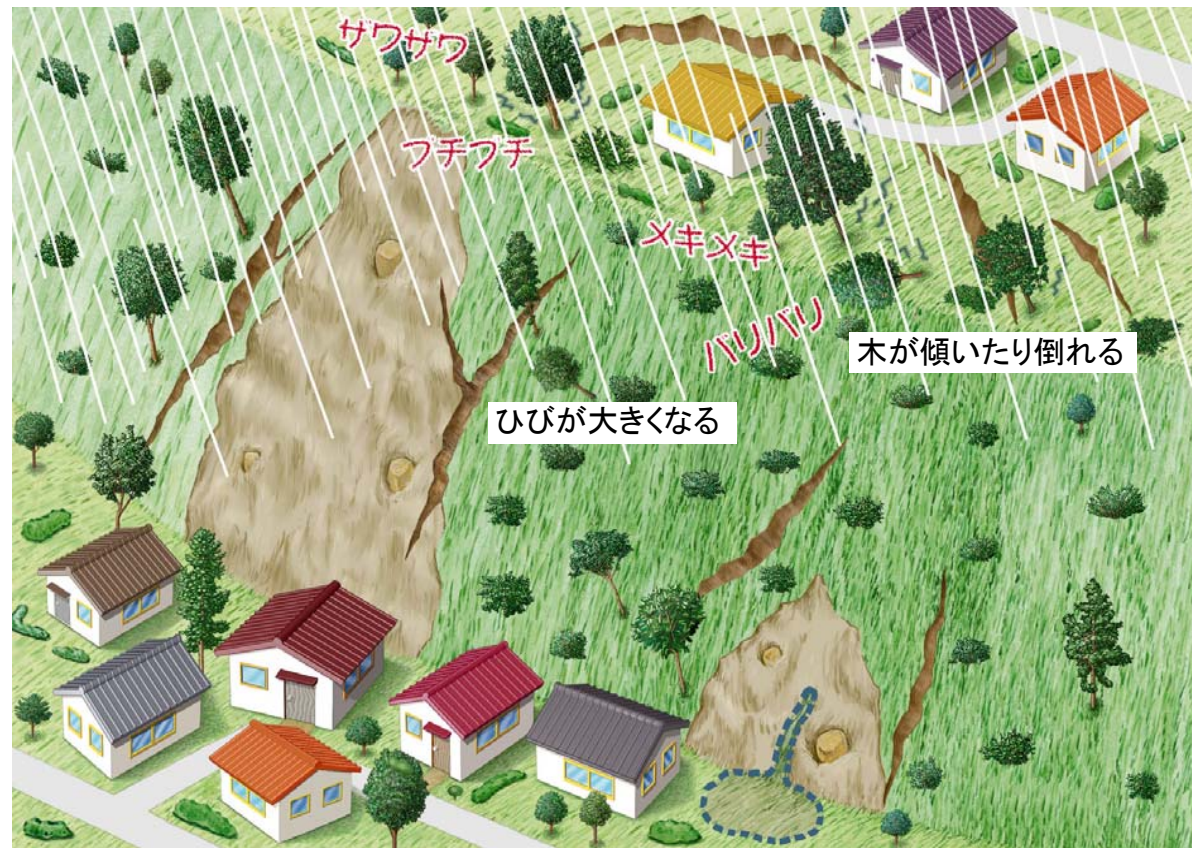 ザワザワ
ブチブチ
メキメキ
バリバリ
木が傾いたり倒れる
ひびが大きくなる